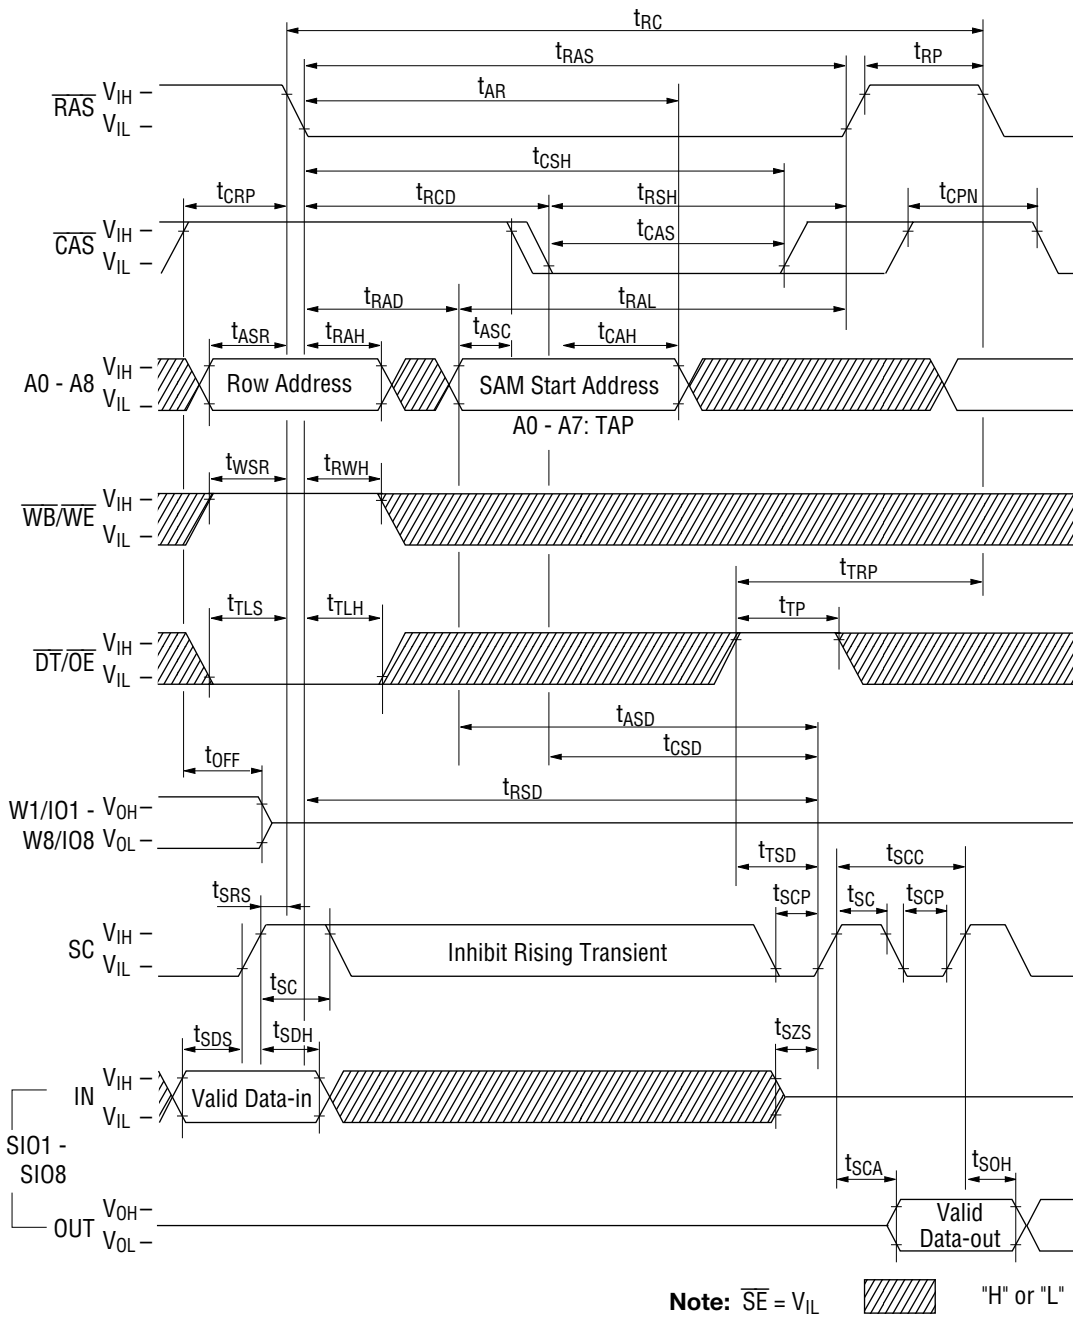 tRC
tRAS
tRP
tAR
RAS VIH –
VIL –
tCSH
tCRP
tRCD
tRSH
tCPN
CAS VIH –
VIL –
tCAS
tRAD
tRAL
tASR
tRAH
tASC
tCAH
A0 - A8 VIH –
VIL –
Row Address
SAM Start Address
A0 - A7: TAP
tWSR
tRWH
WB/WE VIH –
VIL –
tTRP
tTLS
tTLH
tTP
DT/OE VIH –
VIL –
tASD
tCSD
tOFF
tRSD
W1/IO1 - VOH –
W8/IO8 VOL –
tTSD
tSCC
tSRS
tSCP
tSC
tSCP
SC VIH –
VIL –
Inhibit Rising Transient
tSC
tSDS
tSDH
tSZS
IN VIH –
VIL –
Valid Data-in
SIO1 -
SIO8
tSCA
tSOH
OUT VOH –
VOL –
Valid
Data-out
Note: SE = VIL
"H" or "L"